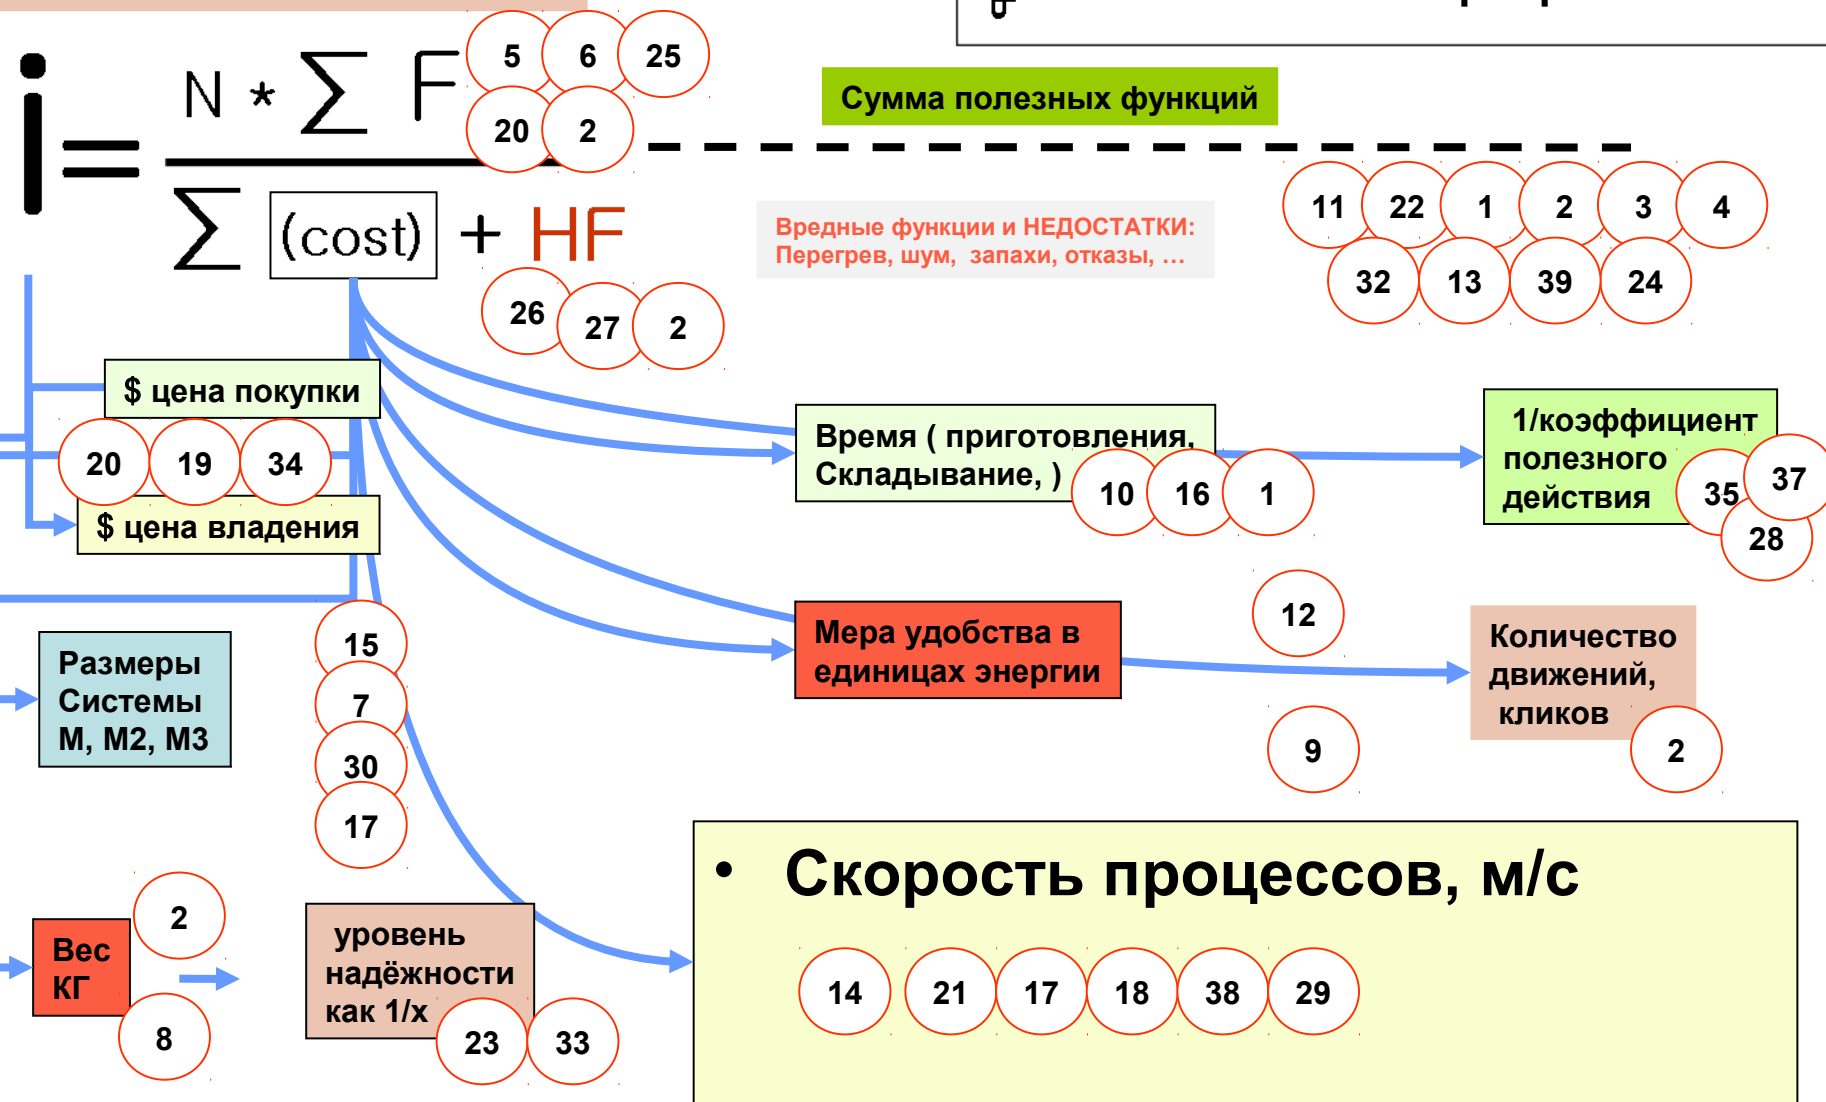 i=
N * ∑ F
5 6 25
20 2
∑ (cost) + HF
Сумма полезных функций
Вредные функции и НЕДОСТАТКИ:
Перегрев, шум, запахи, отказы, …
11 22 1 2 3 4
32 13 39 24
26 27 2
$ цена покупки
20 19 34
$ цена владения
Время ( приготовления,
Складывание, )
10 16 1
1/коэффициент
полезного
действия
35 37
28
Мера удобства в
единицах энергии
12
9
Количество
движений,
кликов
2
Размеры
Системы
М, М2, М3
15
7
30
17
Вес
КГ
2
8
уровень
надёжности
как 1/х
23 33
• Скорость процессов, м/с
14 21 17 18 38 29